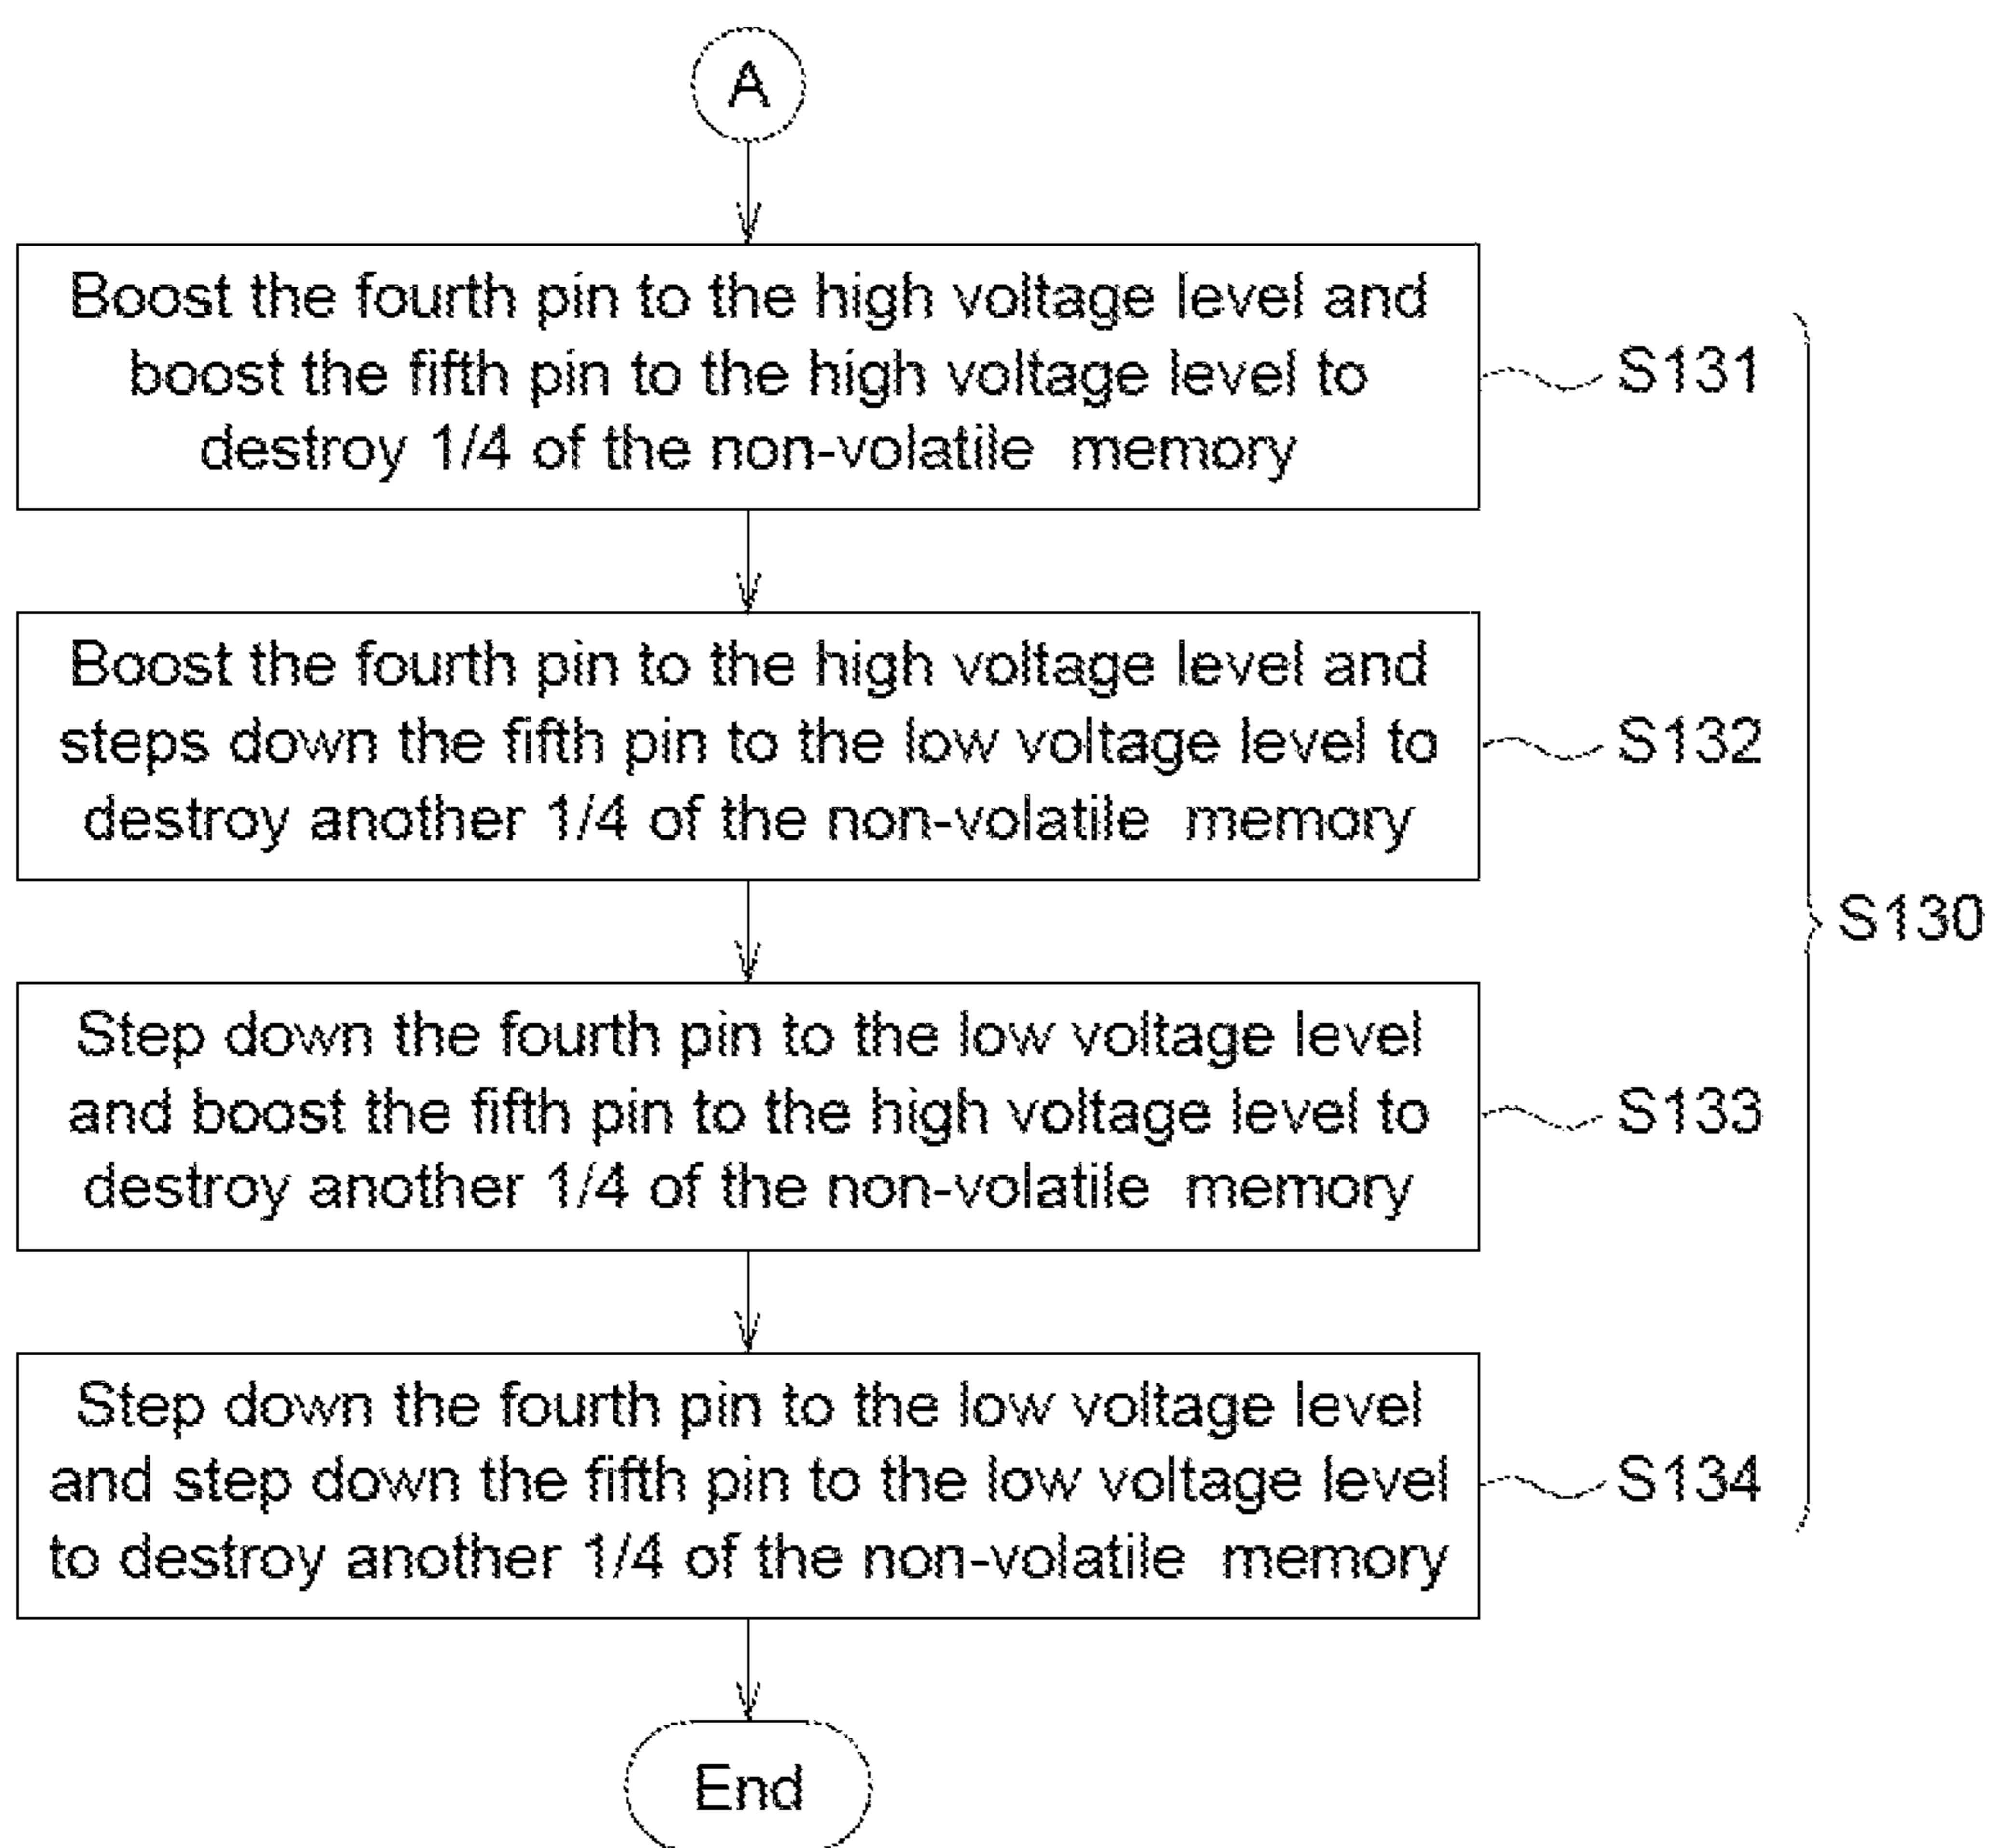 A
Boost the fourth pin to the high voltage level and
boost the fifth pin to the high voltage level to
destroy 1/4 of the non-volatile memory
S131
Boost the fourth pin to the high voltage level and
steps down the fifth pin to the low voltage level to
destroy another 1/4 of the non-volatile memory
S132
S130
Step down the fourth pin to the low voltage level
and boost the fifth pin to the high voltage level to
destroy another 1/4 of the non-volatile memory
S133
Step down the fourth pin to the low voltage level
and step down the fifth pin to the low voltage level
to destroy another 1/4 of the non-volatile memory
S134
End